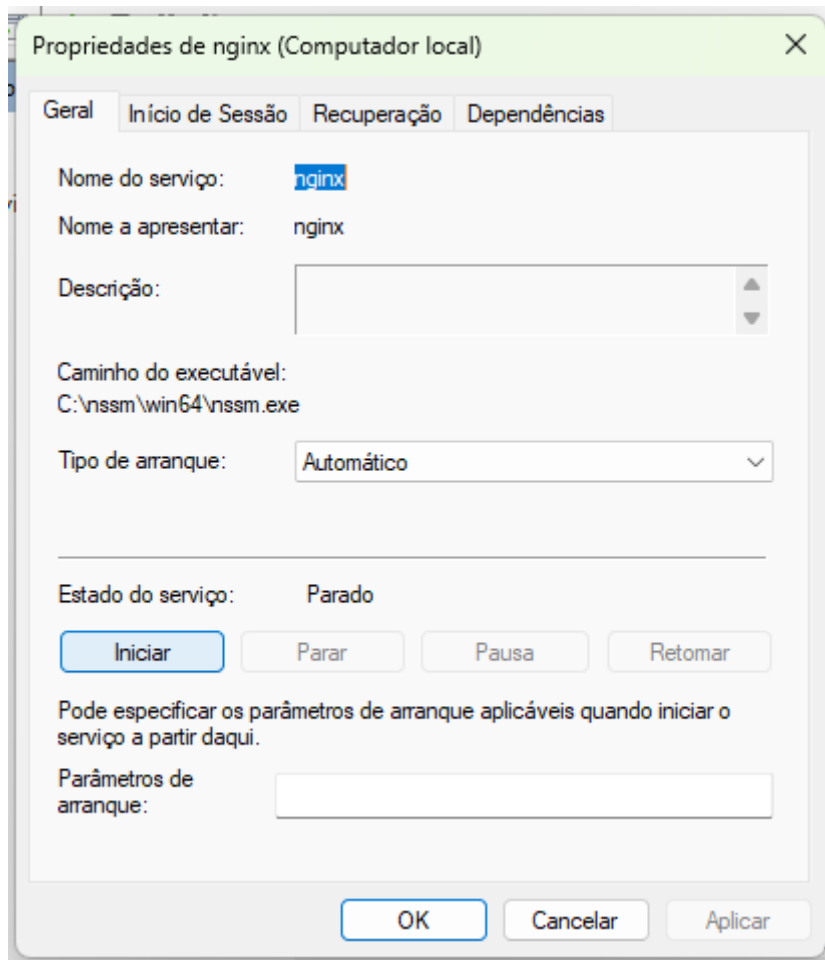 Propriedades de nginx (Computador local)
Geral
Início de Sessão
Recuperação
Dependências
Nome do serviço:
nginx
Nome a apresentar:
nginx
Descrição:
Caminho do executável:
C:\nssm\win64\nssm.exe
Tipo de arranque:
Automático
Estado do serviço:
Parado
Iniciar
Parar
Pausa
Retomar
Pode especificar os parâmetros de arranque aplicáveis quando iniciar o
serviço a partir daqui.
Parâmetros de
arranque:
OK
Cancelar
Aplicar